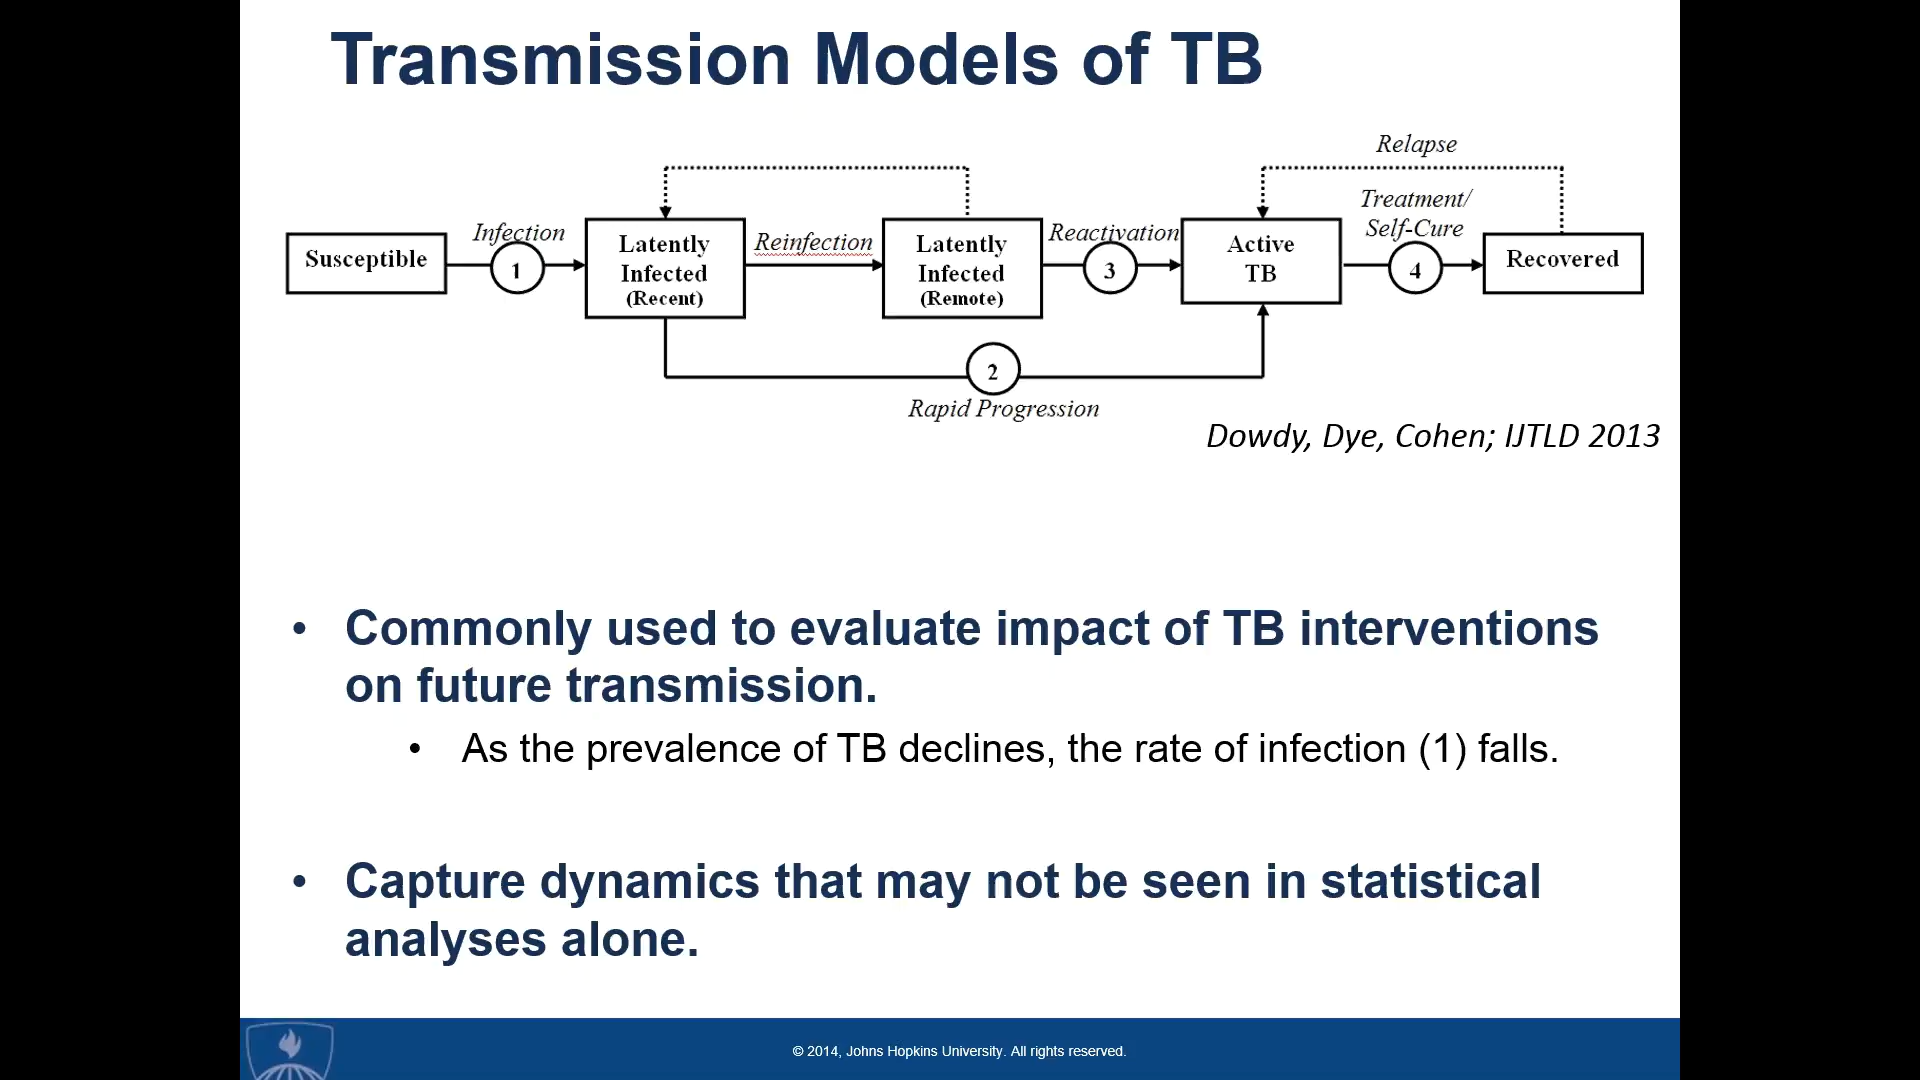 Transmission Models of TB
Relapse
Treatment/
Self-Cure
Infection
Reinfection
Reactivation
Susceptible
1
Latently
Infected
(Recent)
Latently
Infected
(Remote)
3
Active
TB
4
Recovered
2
Rapid Progression
Dowdy, Dye, Cohen; IJTLD 2013
• Commonly used to evaluate impact of TB interventions
on future transmission.
• As the prevalence of TB declines, the rate of infection (1) falls.
• Capture dynamics that may not be seen in statistical
analyses alone.
© 2014, Johns Hopkins University. All rights reserved.